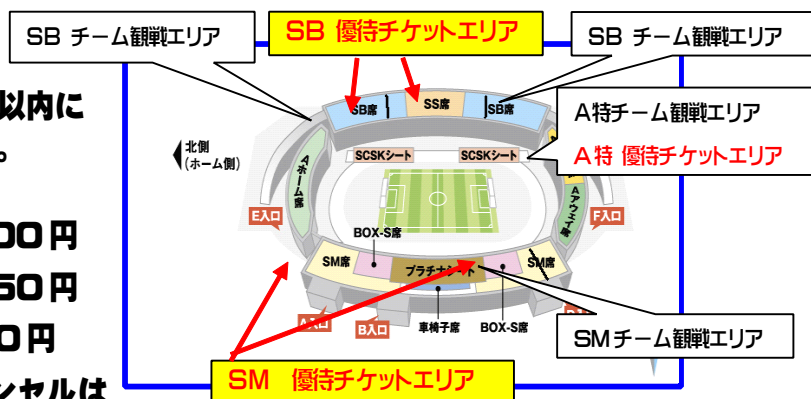 SB チーム観戦エリア
SB 優待チケットエリア
SB チーム観戦エリア
以内に
。
00円
50円
0円
ンセルは
SB席
SS席
SB席
A特チーム観戦エリア
A特 優待チケットエリア
北側
(ホーム側)
SCSKシート
SCSKシート
Aホーム席
Aアウェイ席
E入口
F入口
BOX-S席
SM席
プラチナシート
SM席
A入口
B入口
車椅子席
BOX-S席
SMチーム観戦エリア
SM 優待チケットエリア